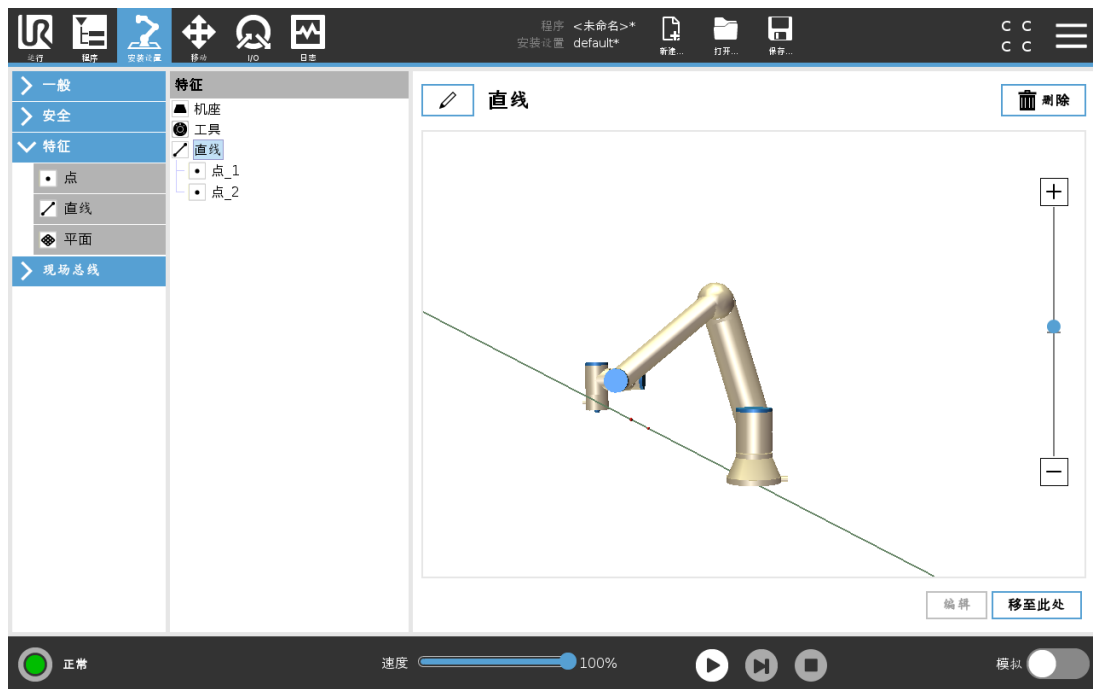 UR
运行
程序
安装设置
移动
I/O
日志
程序 <未命名>*
安装设置 default*
新建...
打开...
保存...
C C
C C
一般
安全
特征
点
直线
平面
现场总线
特征
机座
工具
直线
点_1
点_2
直线
删除
编辑
移至此处
正常
速度
100%
模拟